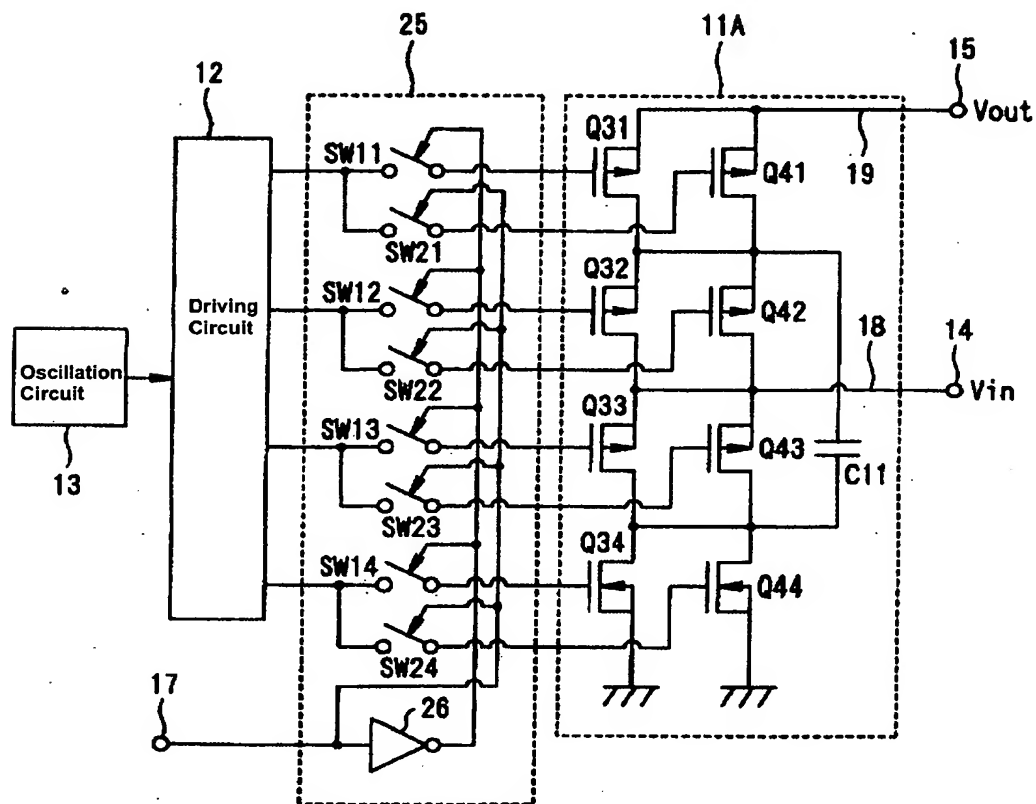 25
11A
12
15
Q31
Vout
SW11
Q41
19
SW21
Q32
SW12
Driving
Circuit
Q42
18
14
Oscillation
Circuit
SW22
Vin
Q33
SW13
Q43
13
C11
SW23
Q34
SW14
Q44
SW24
17
26